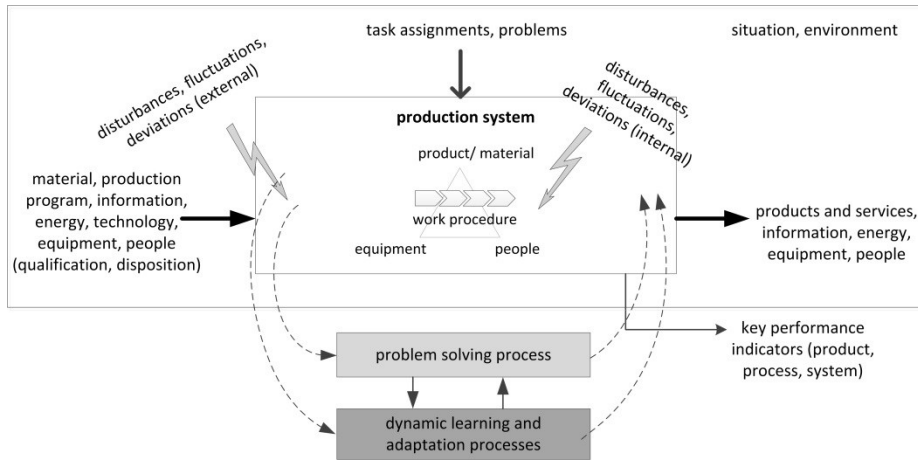 task assignments, problems
situation, environment
disturbances, fluctuations,
deviations (external)
disturbances,
fluctuations,
deviations (internal)
production system
product/ material
work procedure
equipment
people
material, production
program, information,
energy, technology,
equipment, people
(qualification, disposition)
products and services,
information, energy,
equipment, people
key performance
indicators (product,
process, system)
problem solving process
dynamic learning and
adaptation processes